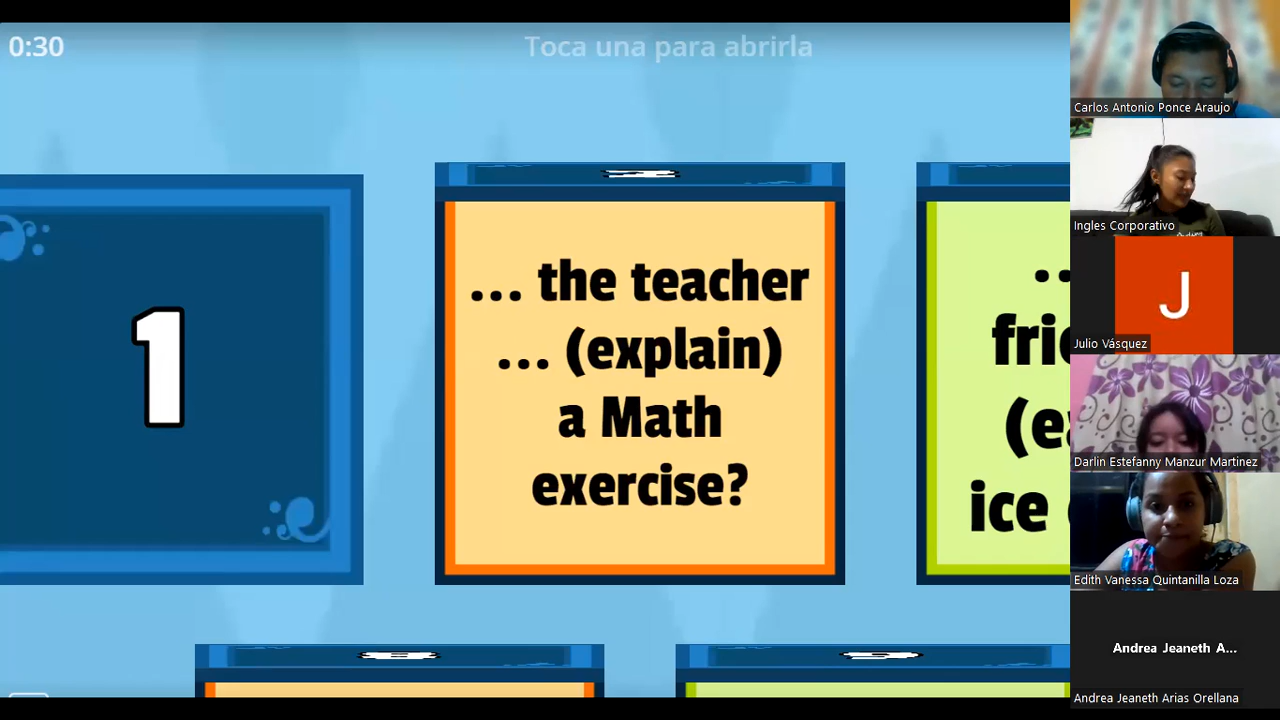 0:30
Toca una para abrirla
1
... the teacher
... (explain)
a Math
exercise?
ice
Carlos Antonio Ponce Araujo
Ingles Corporativo
J
Julio Vásquez
Darlin Estefanny Manzur Martinez
Edith Vanessa Quintanilla Loza
Andrea Jeaneth A...
Andrea Jeaneth Arias Orellana